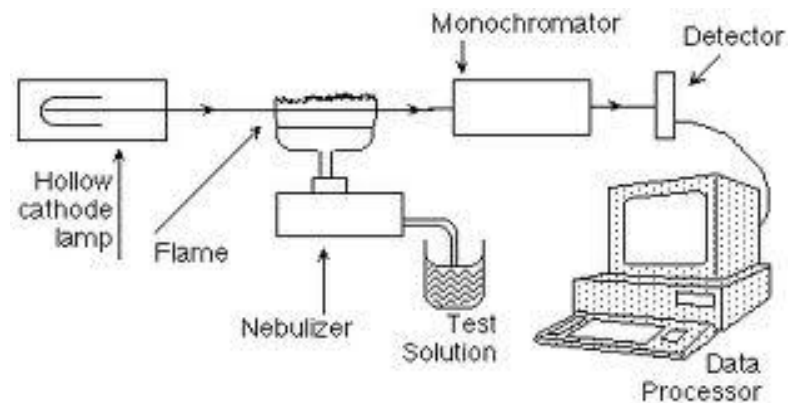 Monochromator
Detector
Hollow
cathode
lamp
Flame
Nebulizer
Test
Solution
Data
Processor